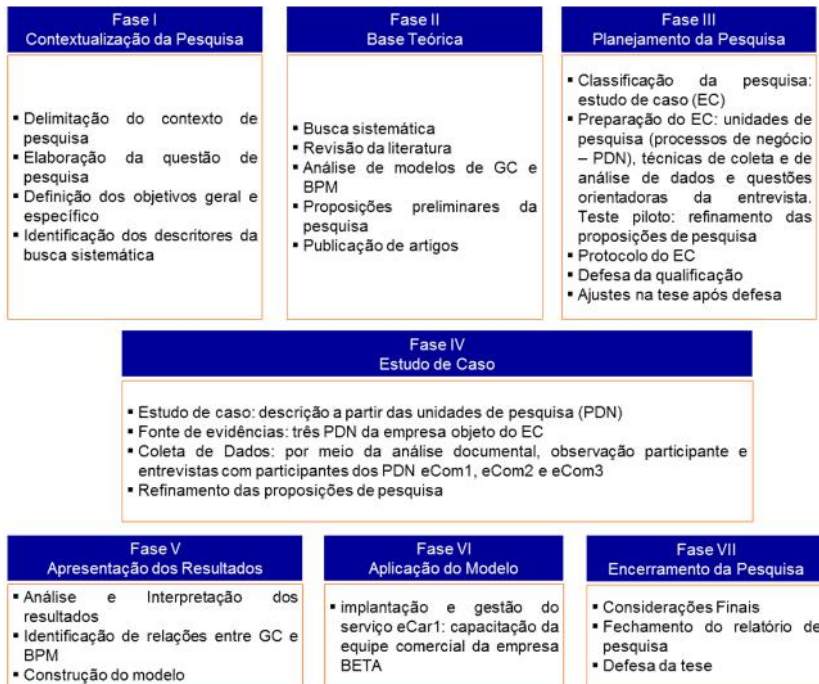 Fase I
Contextualização da Pesquisa
▪ Delimitação do contexto de
pesquisa
▪ Elaboração da questão de
pesquisa
▪ Definição dos objetivos geral e
específico
▪ Identificação dos descritores da
busca sistemática
Fase II
Base Teórica
▪ Busca sistemática
▪ Revisão da literatura
▪ Análise de modelos de GC e
BPM
▪ Proposições preliminares da
pesquisa
▪ Publicação de artigos
Fase III
Planejamento da Pesquisa
▪ Classificação da pesquisa:
estudo de caso (EC)
▪ Preparação do EC: unidades de
pesquisa (processos de negócio
– PDN), técnicas de coleta e de
análise de dados e questões
orientadoras da entrevista.
Teste piloto: refinamento das
proposições de pesquisa
▪ Protocolo do EC
▪ Defesa da qualificação
▪ Ajustes na tese após defesa
Fase IV
Estudo de Caso
▪ Estudo de caso: descrição a partir das unidades de pesquisa (PDN)
▪ Fonte de evidências: três PDN da empresa objeto do EC
▪ Coleta de Dados: por meio da análise documental, observação participante e
entrevistas com participantes dos PDN eCom1, eCom2 e eCom3
▪ Refinamento das proposições de pesquisa
Fase V
Apresentação dos Resultados
▪ Análise e Interpretação dos
resultados
▪ Identificação de relações entre GC e
BPM
▪ Construção do modelo
Fase VI
Aplicação do Modelo
▪ implantação e gestão do
serviço eCar1: capacitação da
equipe comercial da empresa
BETA
Fase VII
Encerramento da Pesquisa
▪ Considerações Finais
▪ Fechamento do relatório de
pesquisa
▪ Defesa da tese